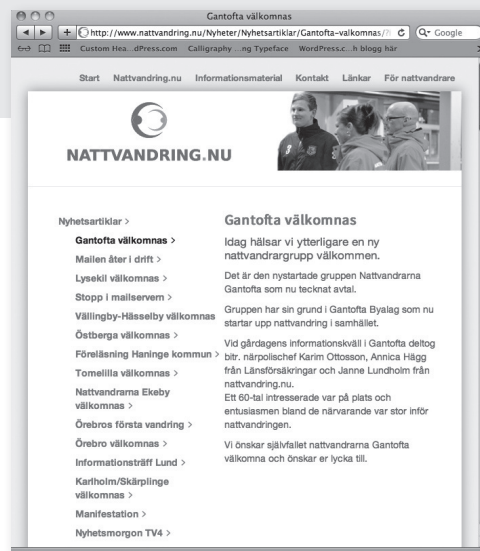 Gantofta välkomnas
http://www.nattvandring.nu/Nyheter/Nyhetsartiklar/Gantofta-valkomnas/
Google
Custom Hea...dPress.com Calligraphy ...ng Typeface WordPress.c...h blogg här
Start Nattvandring.nu Informationsmaterial Kontakt Länkar För nattvandrare
NATTVANDRING.NU
Nyhetsartiklar >
Gantofta välkomnas >
Mailen åter i drift >
Lysekil välkomnas >
Stopp i mailservern >
Vällingby-Hässelby välkomnas
Östberga välkomnas >
Föreläsning Haninge kommun >
Tomelilla välkomnas >
Nattvandrarna Ekeby
välkomnas >
Örebros första vandring >
Örebro välkomnas >
Informationsträff Lund >
Karlholm/Skärplinge
välkomnas >
Manifestation >
Nyhetsmorgon TV4 >
Gantofta välkomnas
Idag hälsar vi ytterligare en ny
nattvandrargrupp välkommen.
Det är den nystartade gruppen Nattvandrarna
Gantofta som nu tecknat avtal.
Gruppen har sin grund i Gantofta Byalag som nu
startar upp nattvandring i samhället.
Vid gårdagens informationskväll i Gantofta deltog
bitr. närpolischef Karim Ottosson, Annica Hägg
från Länsförsäkringar och Janne Lundholm från
nattvandring.nu.
Ett 60-tal intresserade var på plats och
entusiasmen bland de närvarande var stor inför
nattvandringen.
Vi önskar självfallet nattvandrarna Gantofta
välkomna och önskar er lycka till.